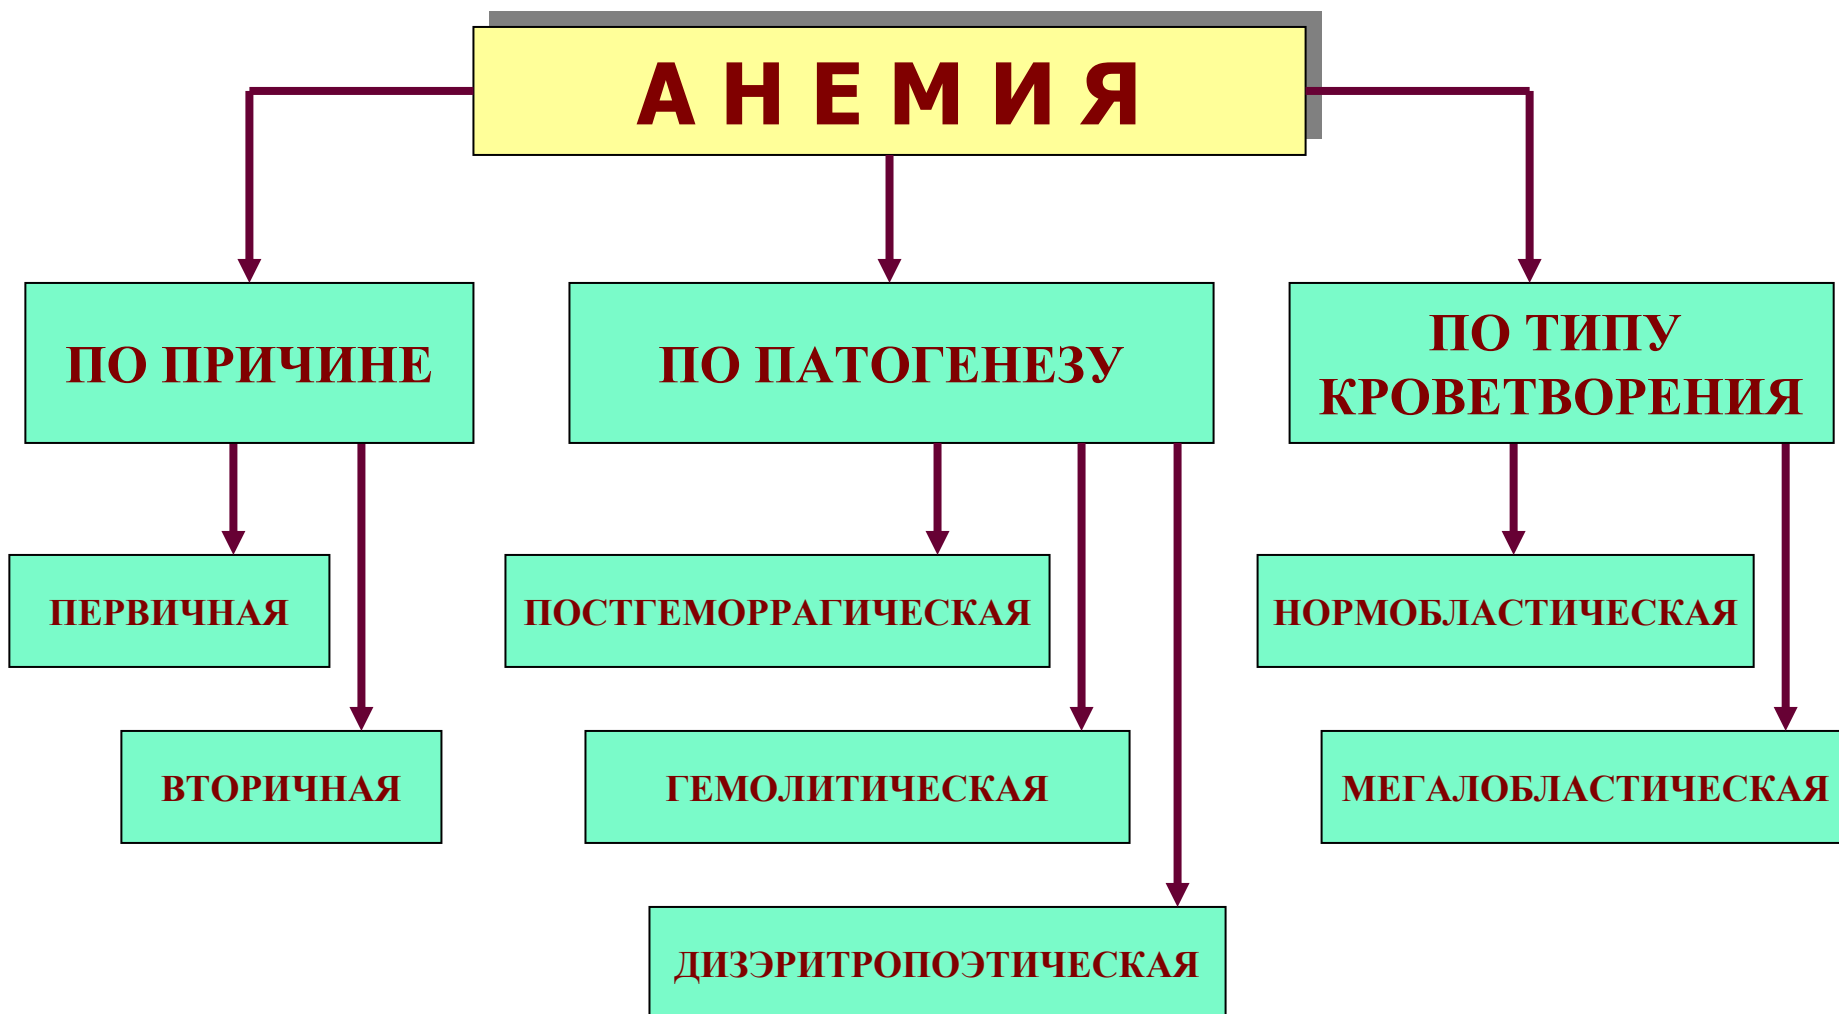 А Н Е М И Я
ПО ПРИЧИНЕ
ПО ПАТОГЕНЕЗУ
ПО ТИПУ
КРОВЕТВОРЕНИЯ
ПЕРВИЧНАЯ
ПОСТГЕМОРРАГИЧЕСКАЯ
НОРМОБЛАСТИЧЕСКАЯ
ВТОРИЧНАЯ
ГЕМОЛИТИЧЕСКАЯ
МЕГАЛОБЛАСТИЧЕСКАЯ
ДИЗЭРИТРОПОЭТИЧЕСКАЯ